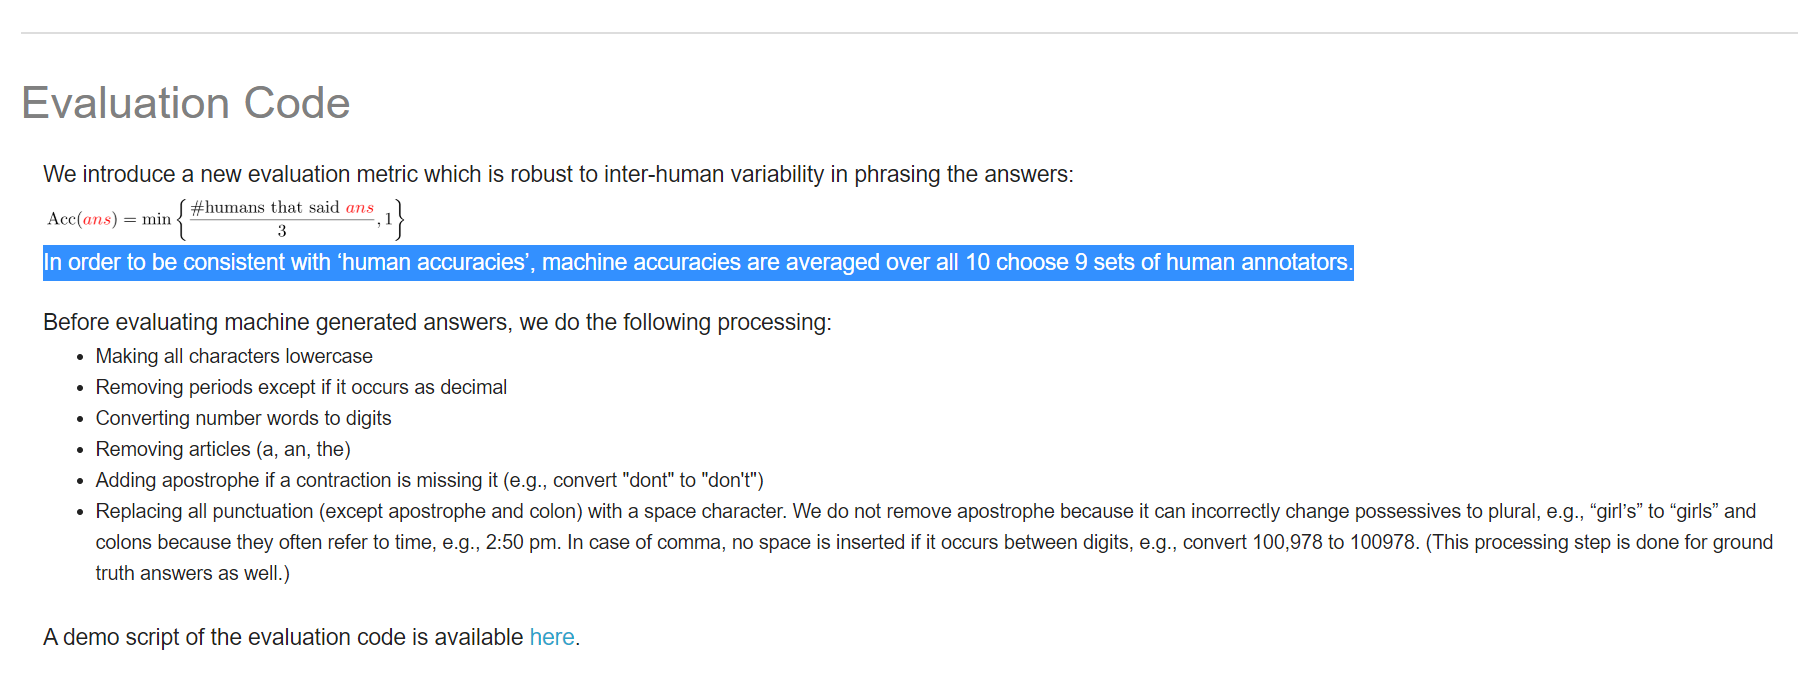 Evaluation Code
We introduce a new evaluation metric which is robust to inter-human variability in phrasing the answers:
Acc(ans) = min { #humans that said ans / 3 , 1 }
In order to be consistent with ‘human accuracies’, machine accuracies are averaged over all 10 choose 9 sets of human annotators.
Before evaluating machine generated answers, we do the following processing:
• Making all characters lowercase
• Removing periods except if it occurs as decimal
• Converting number words to digits
• Removing articles (a, an, the)
• Adding apostrophe if a contraction is missing it (e.g., convert "dont" to "don't")
• Replacing all punctuation (except apostrophe and colon) with a space character. We do not remove apostrophe because it can incorrectly change possessives to plural, e.g., “girl’s” to “girls” and
colons because they often refer to time, e.g., 2:50 pm. In case of comma, no space is inserted if it occurs between digits, e.g., convert 100,978 to 100978. (This processing step is done for ground
truth answers as well.)
A demo script of the evaluation code is available here.